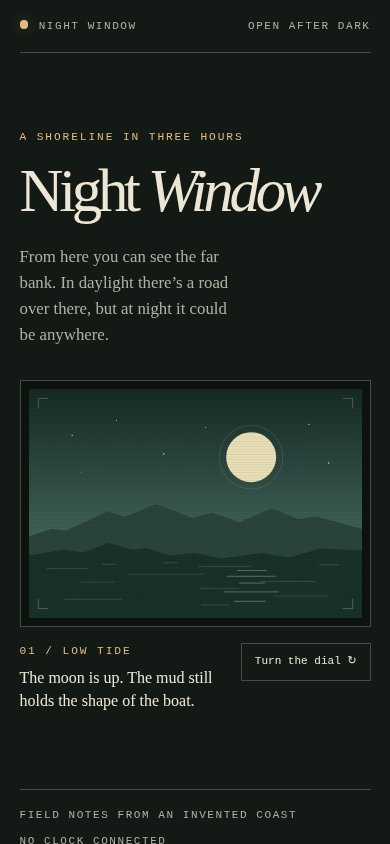 NIGHT WINDOW
OPEN AFTER DARK
A SHORELINE IN THREE HOURS
Night Window
From here you can see the far
bank. In daylight there’s a road
over there, but at night it could
be anywhere.
01 / LOW TIDE
The moon is up. The mud still
holds the shape of the boat.
Turn the dial ↻
FIELD NOTES FROM AN INVENTED COAST
NO CLOCK CONNECTED